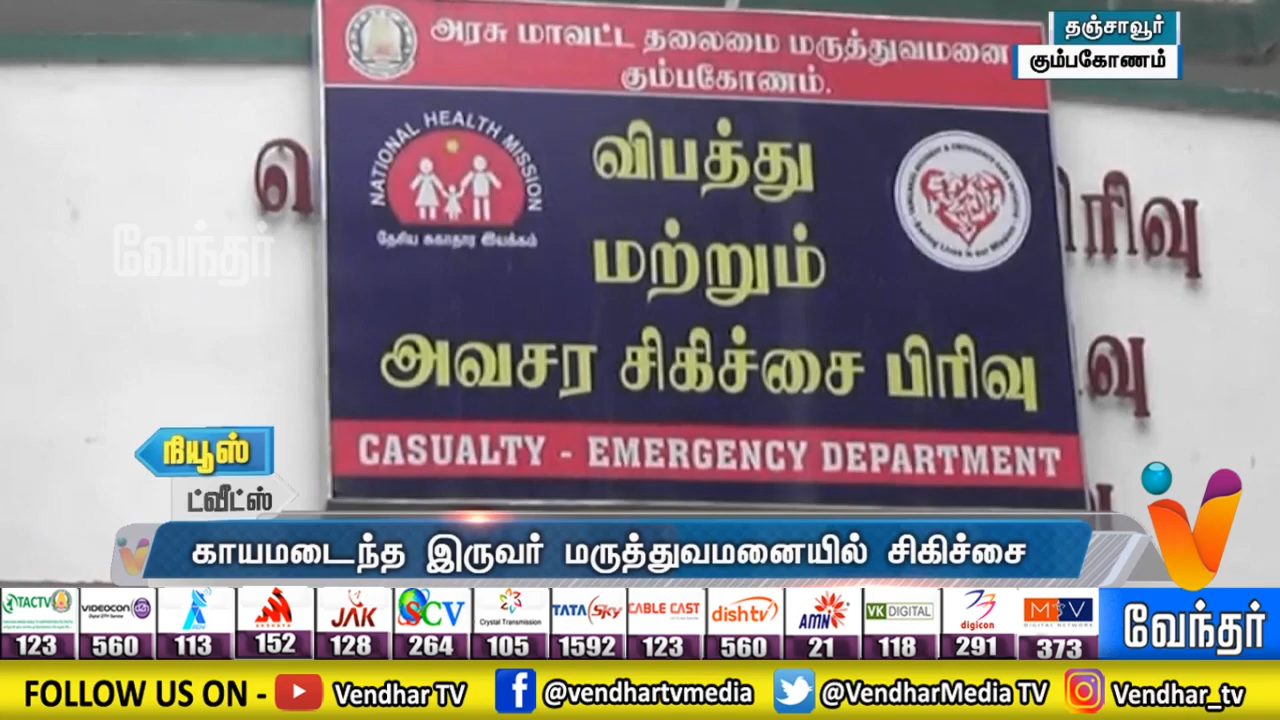 தஞ்சாவூர்
கும்பகோணம்
அரசு மாவட்ட தலைமை மருத்துவமனை
கும்பகோணம்.
NATIONAL HEALTH MISSION
தேசிய சுகாதார இயக்கம்
விபத்து
மற்றும்
அவசர சிகிச்சை பிரிவு
CASUALTY - EMERGENCY DEPARTMENT
வேந்தர்
நியூஸ்
ட்வீட்ஸ்
காயமடைந்த இருவர் மருத்துவமனையில் சிகிச்சை
TACTV VIDEOCON AKSHAYA JAK SCV Crystal Transmission TATA Sky CABLE CAST dishtv AMN VK DIGITAL digicon DIGITAL NETWORK
123 560 113 152 128 264 105 1592 123 560 21 118 291 373
வேந்தர்
FOLLOW US ON - Vendhar TV @vendhartvmedia @VendharMedia TV Vendhar_tv